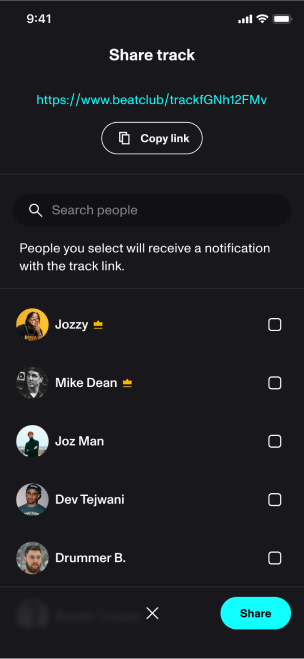 9:41
Share track
https://www.beatclub/trackfGNh12FMv
Copy link
Search people
People you select will receive a notification
with the track link.
Jozzy
Mike Dean
Joz Man
Dev Tejwani
Drummer B.
Share